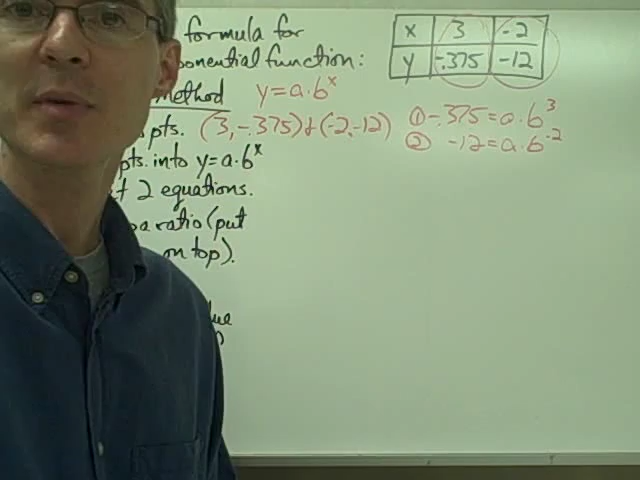 formula for
onential function:
method y=a·b^x
pts. (3,-.375)&(-2,-12)
pts. into y=a·b^x
2 equations.
ratio (put
on top).
x 3 -2
y -.375 -12
① -.375=a·b^3
② -12=a·b^-2